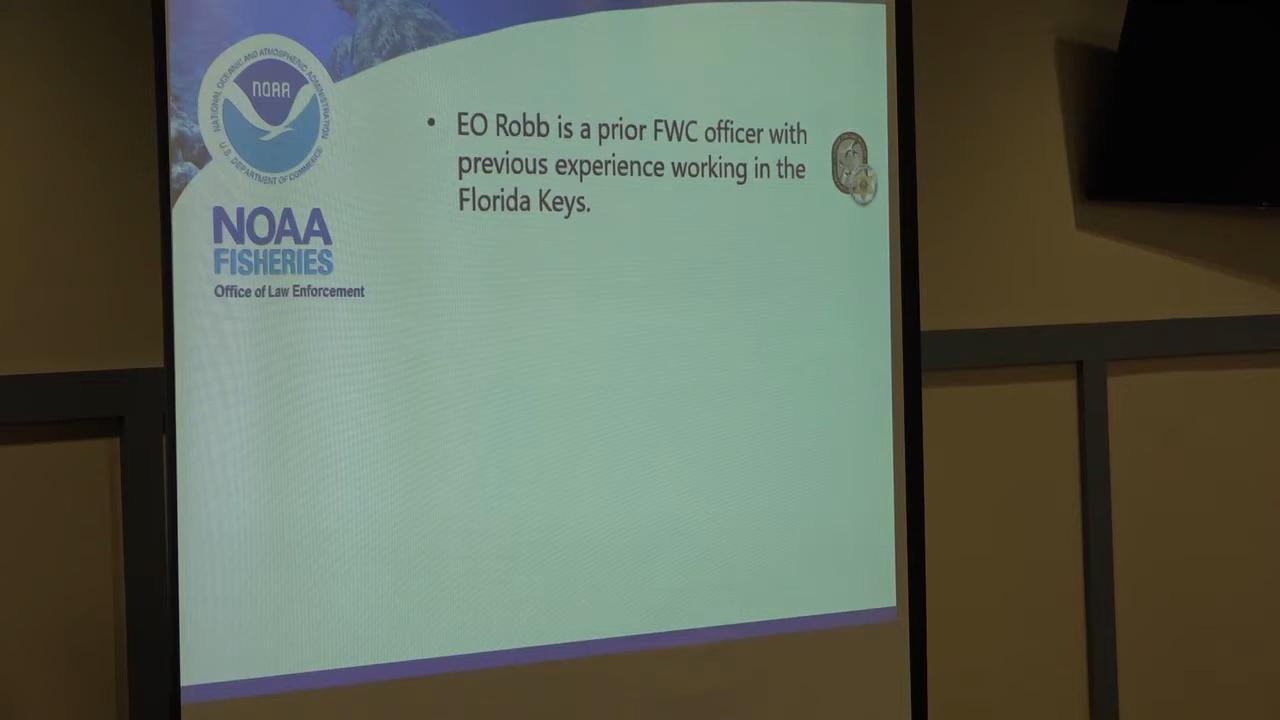 NATIONAL OCEANIC AND ATMOSPHERIC ADMINISTRATION
NOAA
U.S. DEPARTMENT OF COMMERCE
NOAA
FISHERIES
Office of Law Enforcement
• EO Robb is a prior FWC officer with
previous experience working in the
Florida Keys.